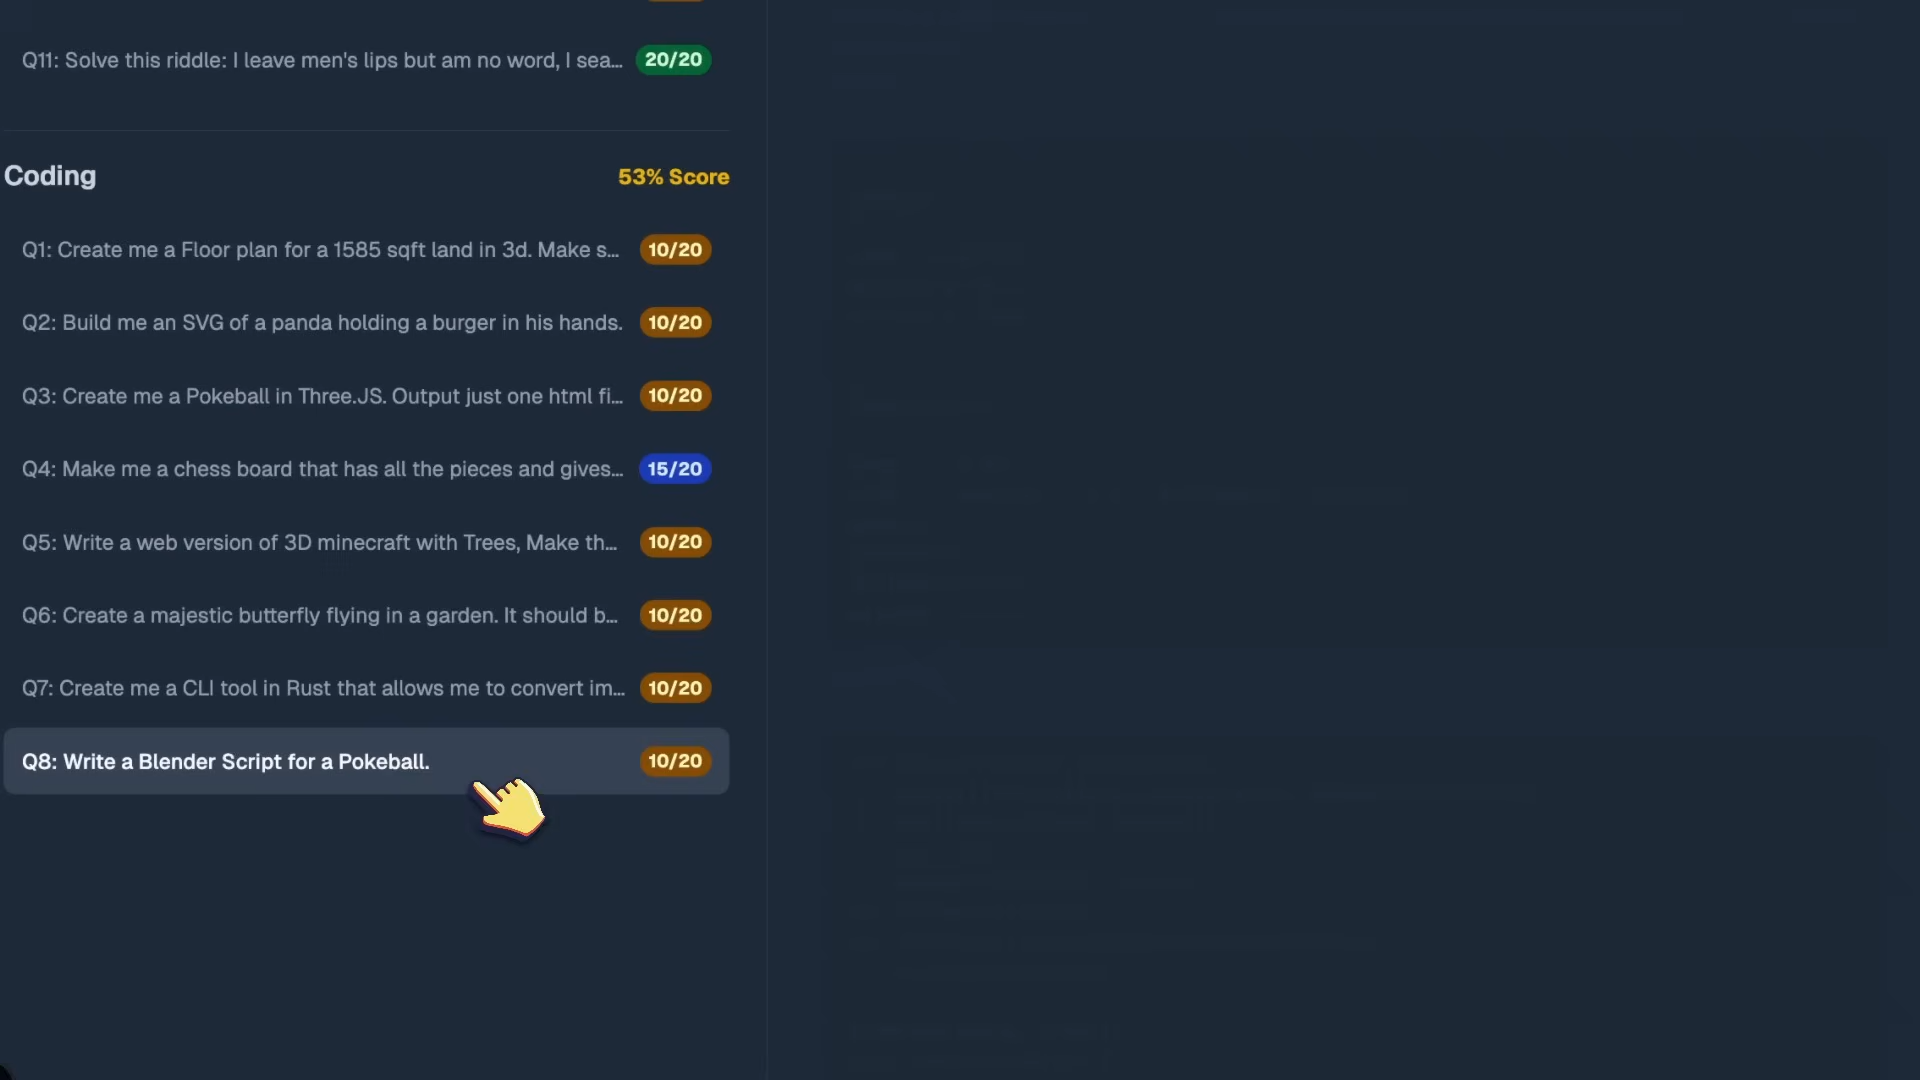 Q11: Solve this riddle: I leave men's lips but am no word, I sea... 20/20
Coding 53% Score
Q1: Create me a Floor plan for a 1585 sqft land in 3d. Make s... 10/20
Q2: Build me an SVG of a panda holding a burger in his hands. 10/20
Q3: Create me a Pokeball in Three.JS. Output just one html fi... 10/20
Q4: Make me a chess board that has all the pieces and gives... 15/20
Q5: Write a web version of 3D minecraft with Trees, Make th... 10/20
Q6: Create a majestic butterfly flying in a garden. It should b... 10/20
Q7: Create me a CLI tool in Rust that allows me to convert im... 10/20
Q8: Write a Blender Script for a Pokeball. 10/20